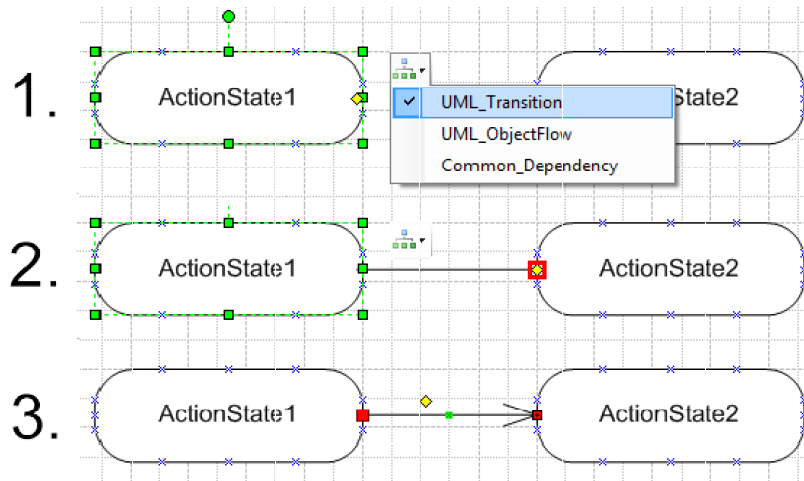 1.
ActionState1
UML_Transition
State2
UML_ObjectFlow
Common_Dependency
2.
ActionState1
ActionState2
3.
ActionState1
ActionState2